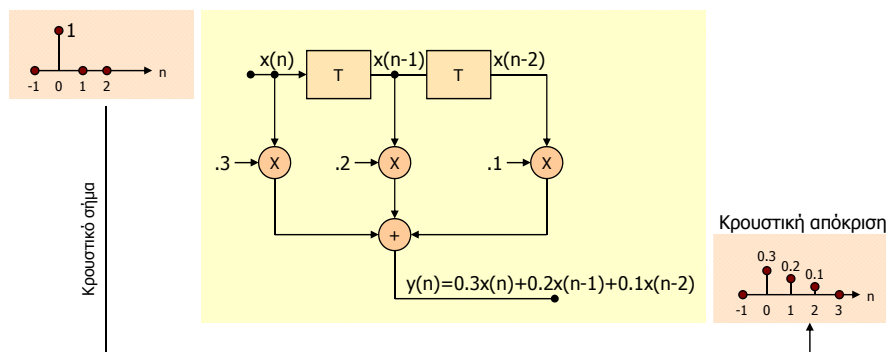 1
n
-1 0 1 2
Κρουστικό σήμα
x(n) x(n-1) x(n-2)
T T
.3 X .2 X .1 X
+
y(n)=0.3x(n)+0.2x(n-1)+0.1x(n-2)
Κρουστική απόκριση
0.3
0.2
0.1
n
-1 0 1 2 3